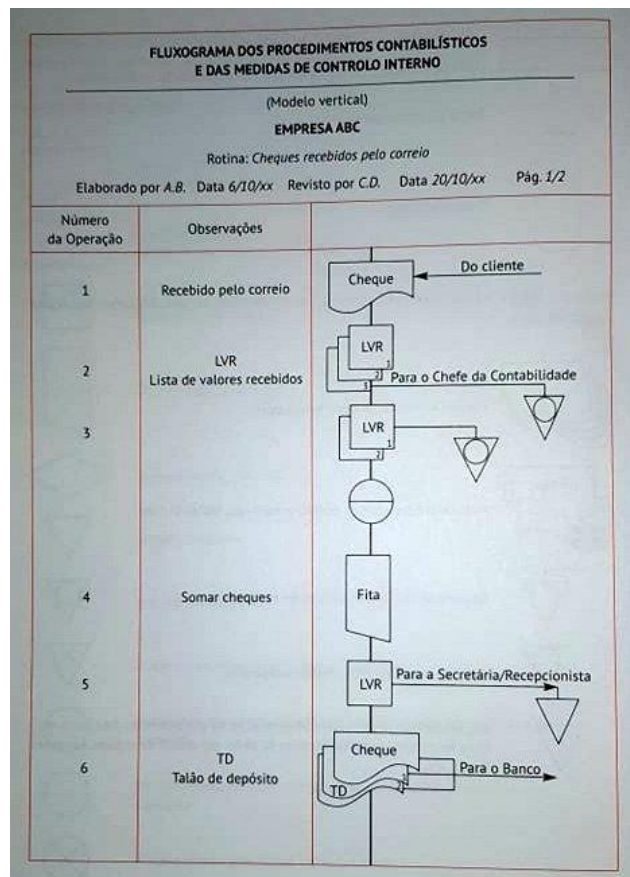 FLUXOGRAMA DOS PROCEDIMENTOS CONTABILÍSTICOS
E DAS MEDIDAS DE CONTROLO INTERNO
(Modelo vertical)
EMPRESA ABC
Rotina: Cheques recebidos pelo correio
Elaborado por A.B. Data 6/10/xx Revisto por C.D. Data 20/10/xx Pág. 1/2
Número
da Operação
Observações
1
Recebido pelo correio
Cheque
Do cliente
2
LVR
Lista de valores recebidos
LVR
1
2
3
Para o Chefe da Contabilidade
3
LVR
1
2
4
Somar cheques
Fita
5
LVR
Para a Secretária/Recepcionista
6
TD
Talão de depósito
Cheque
TD
Para o Banco